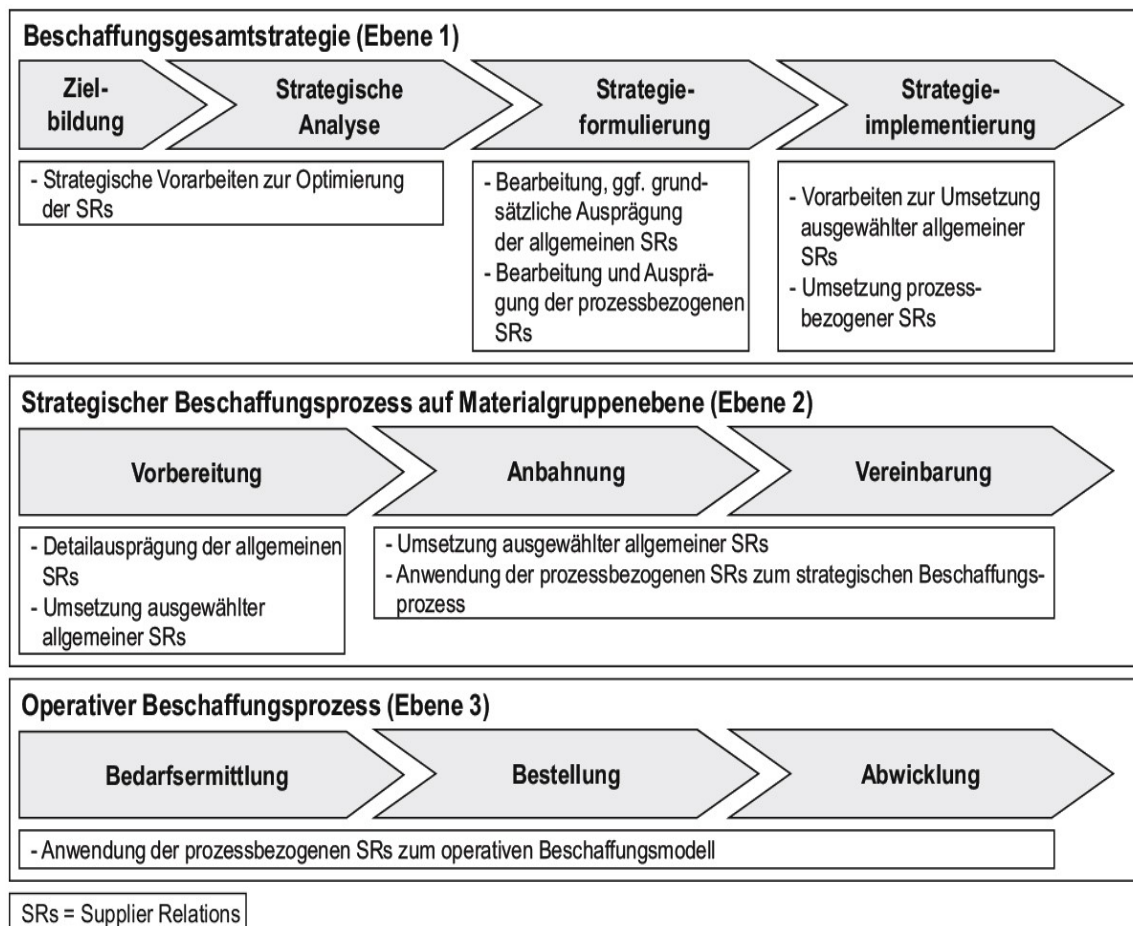 Beschaffungsgesamtstrategie (Ebene 1)
Ziel-
bildung
Strategische
Analyse
Strategie-
formulierung
Strategie-
implementierung
- Strategische Vorarbeiten zur Optimierung
der SRs
- Bearbeitung, ggf. grund-
sätzliche Ausprägung
der allgemeinen SRs
- Bearbeitung und Ausprä-
gung der prozessbezogenen
SRs
- Vorarbeiten zur Umsetzung
ausgewählter allgemeiner
SRs
- Umsetzung prozess-
bezogener SRs
Strategischer Beschaffungsprozess auf Materialgruppenebene (Ebene 2)
Vorbereitung
Anbahnung
Vereinbarung
- Detailausprägung der allgemeinen
SRs
- Umsetzung ausgewählter
allgemeiner SRs
- Umsetzung ausgewählter allgemeiner SRs
- Anwendung der prozessbezogenen SRs zum strategischen Beschaffungs-
prozess
Operativer Beschaffungsprozess (Ebene 3)
Bedarfsermittlung
Bestellung
Abwicklung
- Anwendung der prozessbezogenen SRs zum operativen Beschaffungsmodell
SRs = Supplier Relations